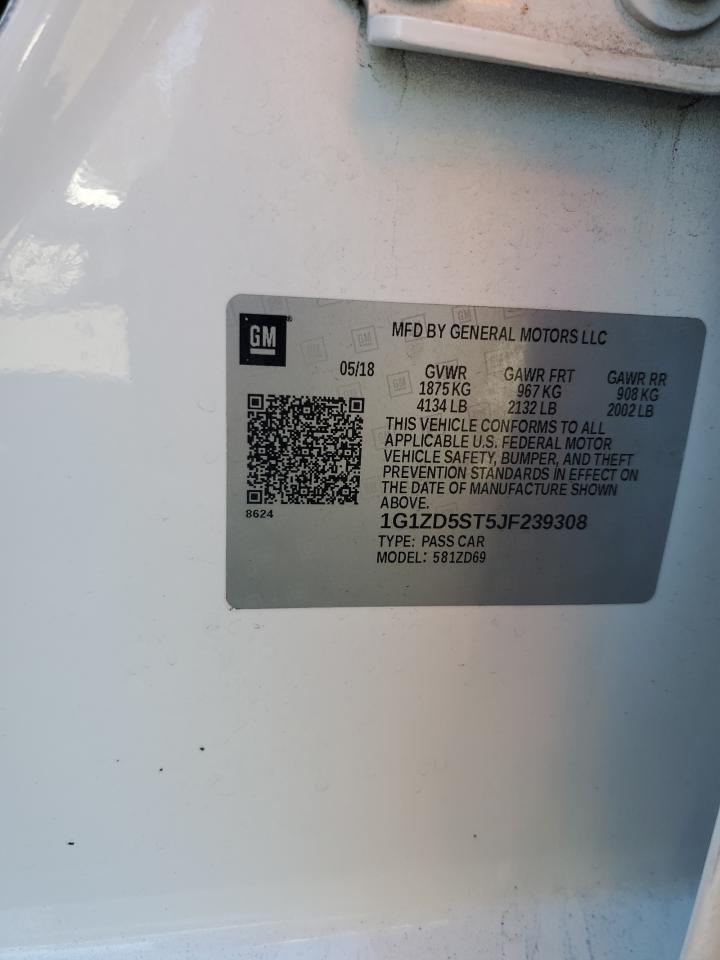 GM
MFD BY GENERAL MOTORS LLC
05/18
GVWR GAWR FRT GAWR RR
1875 KG 967 KG 908 KG
4134 LB 2132 LB 2002 LB
THIS VEHICLE CONFORMS TO ALL
APPLICABLE U.S. FEDERAL MOTOR
VEHICLE SAFETY, BUMPER, AND THEFT
PREVENTION STANDARDS IN EFFECT ON
THE DATE OF MANUFACTURE SHOWN
ABOVE.
8624
1G1ZD5ST5JF239308
TYPE: PASS CAR
MODEL: 581ZD69